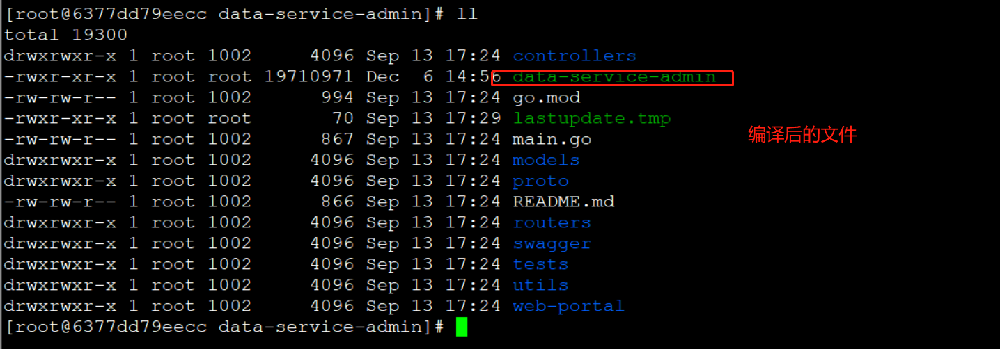 [root@6377dd79eecc data-service-admin]# ll
total 19300
drwxrwxr-x 1 root 1002     4096 Sep 13 17:24 controllers
-rwxr-xr-x 1 root root 19710971 Dec  6 14:56 data-service-admin
-rw-rw-r-- 1 root 1002      994 Sep 13 17:24 go.mod
-rwxr-xr-x 1 root root       70 Sep 13 17:29 lastupdate.tmp
编译后的文件
-rw-rw-r-- 1 root 1002      867 Sep 13 17:24 main.go
drwxrwxr-x 1 root 1002     4096 Sep 13 17:24 models
drwxrwxr-x 1 root 1002     4096 Sep 13 17:24 proto
-rw-rw-r-- 1 root 1002      866 Sep 13 17:24 README.md
drwxrwxr-x 1 root 1002     4096 Sep 13 17:24 routers
drwxrwxr-x 1 root 1002     4096 Sep 13 17:24 swagger
drwxrwxr-x 1 root 1002     4096 Sep 13 17:24 tests
drwxrwxr-x 1 root 1002     4096 Sep 13 17:24 utils
drwxrwxr-x 1 root 1002     4096 Sep 13 17:24 web-portal
[root@6377dd79eecc data-service-admin]#